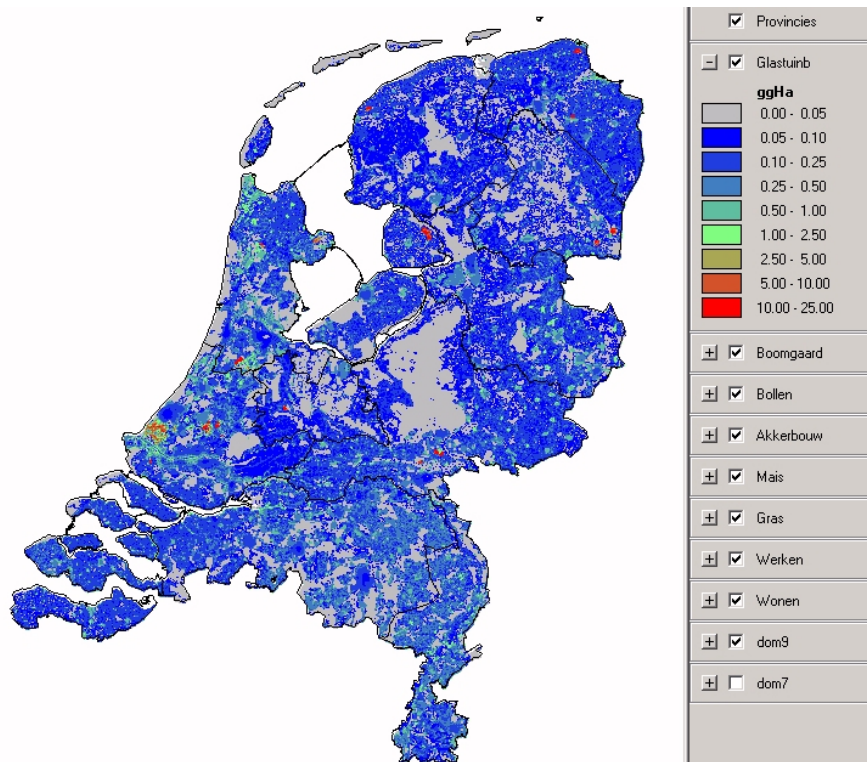 Provincies
Glastuinb
ggHa
0.00 - 0.05
0.05 - 0.10
0.10 - 0.25
0.25 - 0.50
0.50 - 1.00
1.00 - 2.50
2.50 - 5.00
5.00 - 10.00
10.00 - 25.00
Boomgaard
Bollen
Akkerbouw
Mais
Gras
Werken
Wonen
dom9
dom7